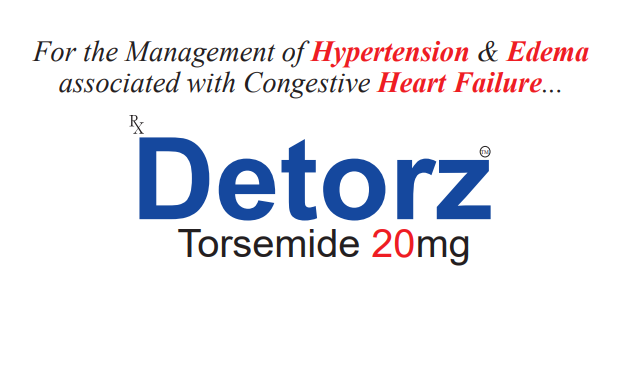 For the Management of Hypertension & Edema
associated with Congestive Heart Failure...
Rx
Detorz TM
Torsemide 20mg